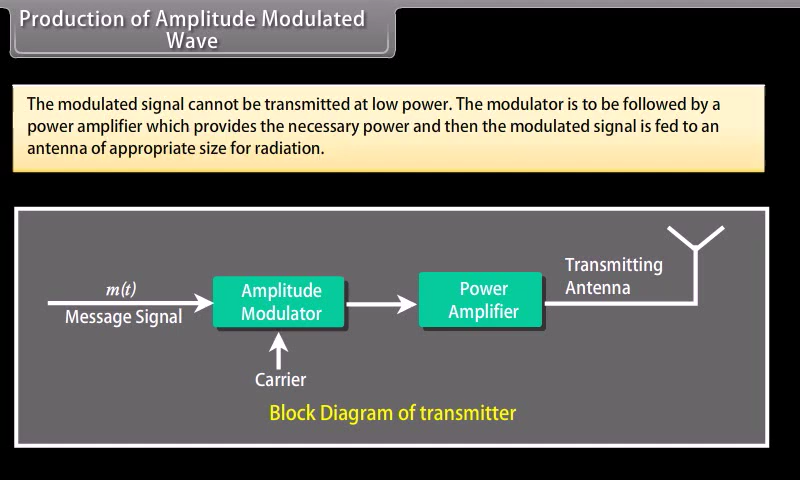 Production of Amplitude Modulated
Wave
The modulated signal cannot be transmitted at low power. The modulator is to be followed by a
power amplifier which provides the necessary power and then the modulated signal is fed to an
antenna of appropriate size for radiation.
m(t)
Message Signal
Amplitude
Modulator
Carrier
Power
Amplifier
Transmitting
Antenna
Block Diagram of transmitter